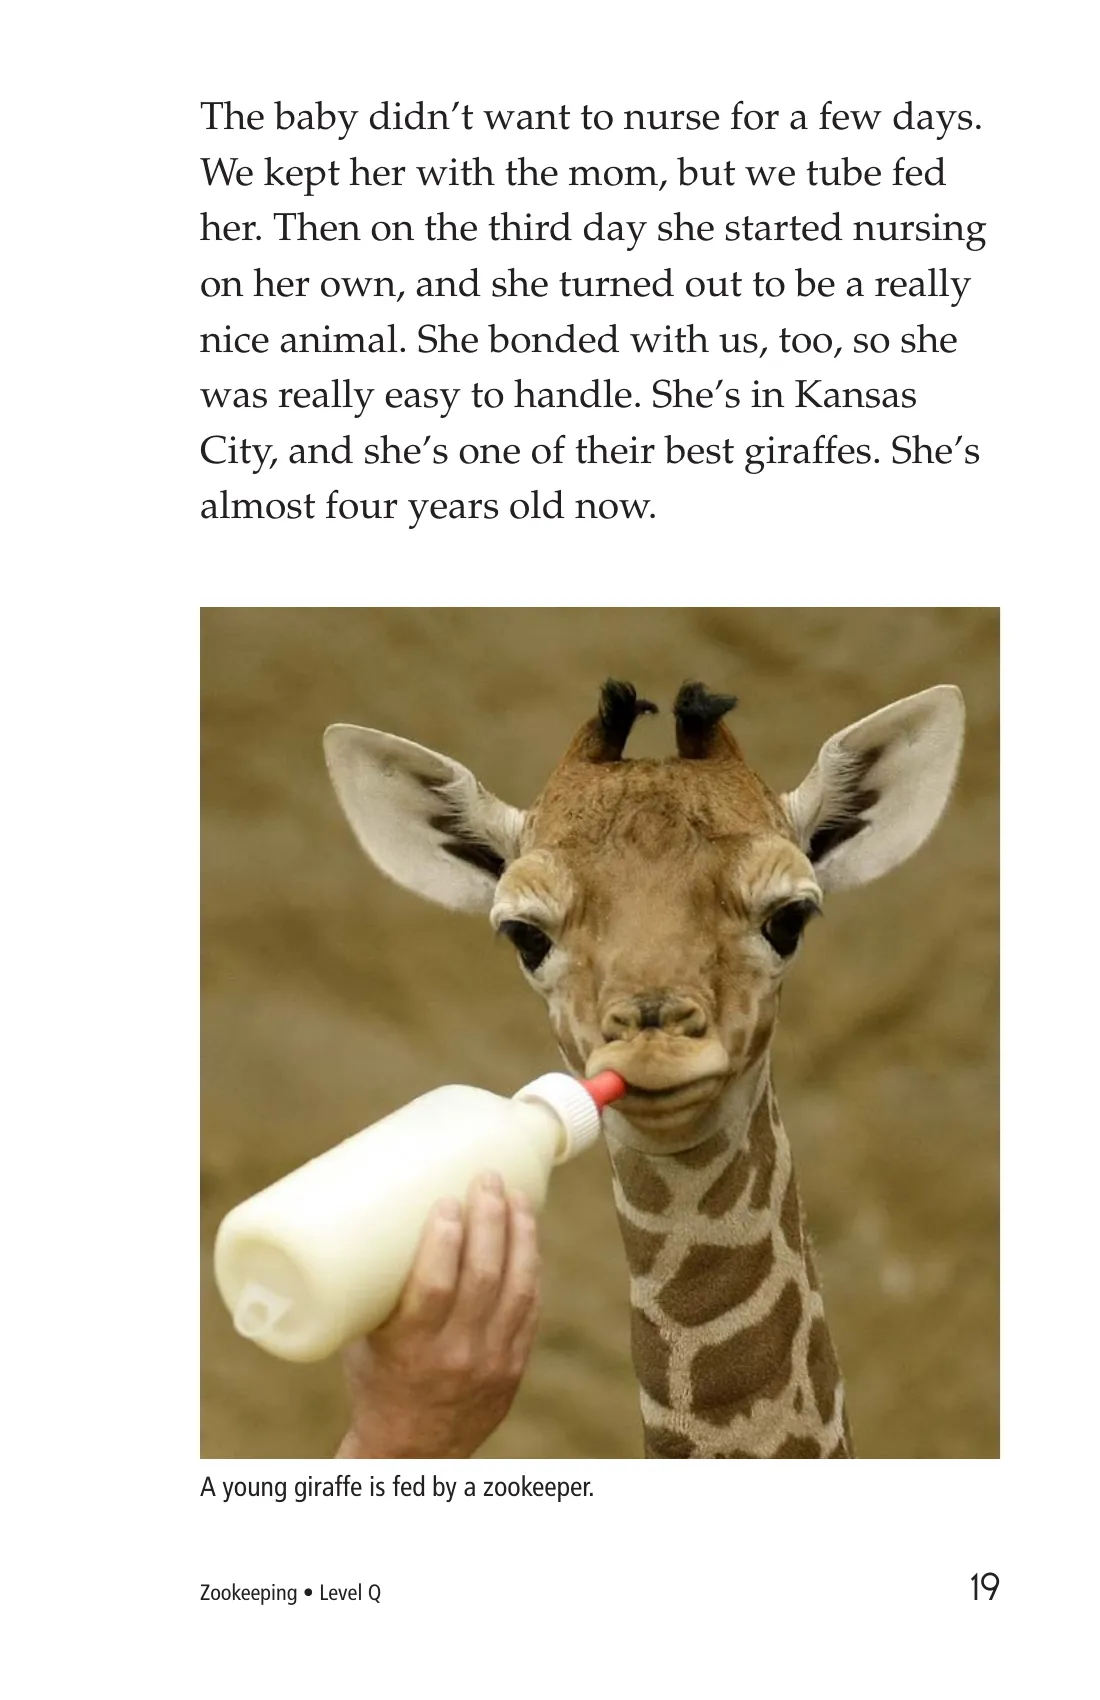 The baby didn’t want to nurse for a few days.
We kept her with the mom, but we tube fed
her. Then on the third day she started nursing
on her own, and she turned out to be a really
nice animal. She bonded with us, too, so she
was really easy to handle. She’s in Kansas
City, and she’s one of their best giraffes. She’s
almost four years old now.
A young giraffe is fed by a zookeeper.
Zookeeping • Level Q
19